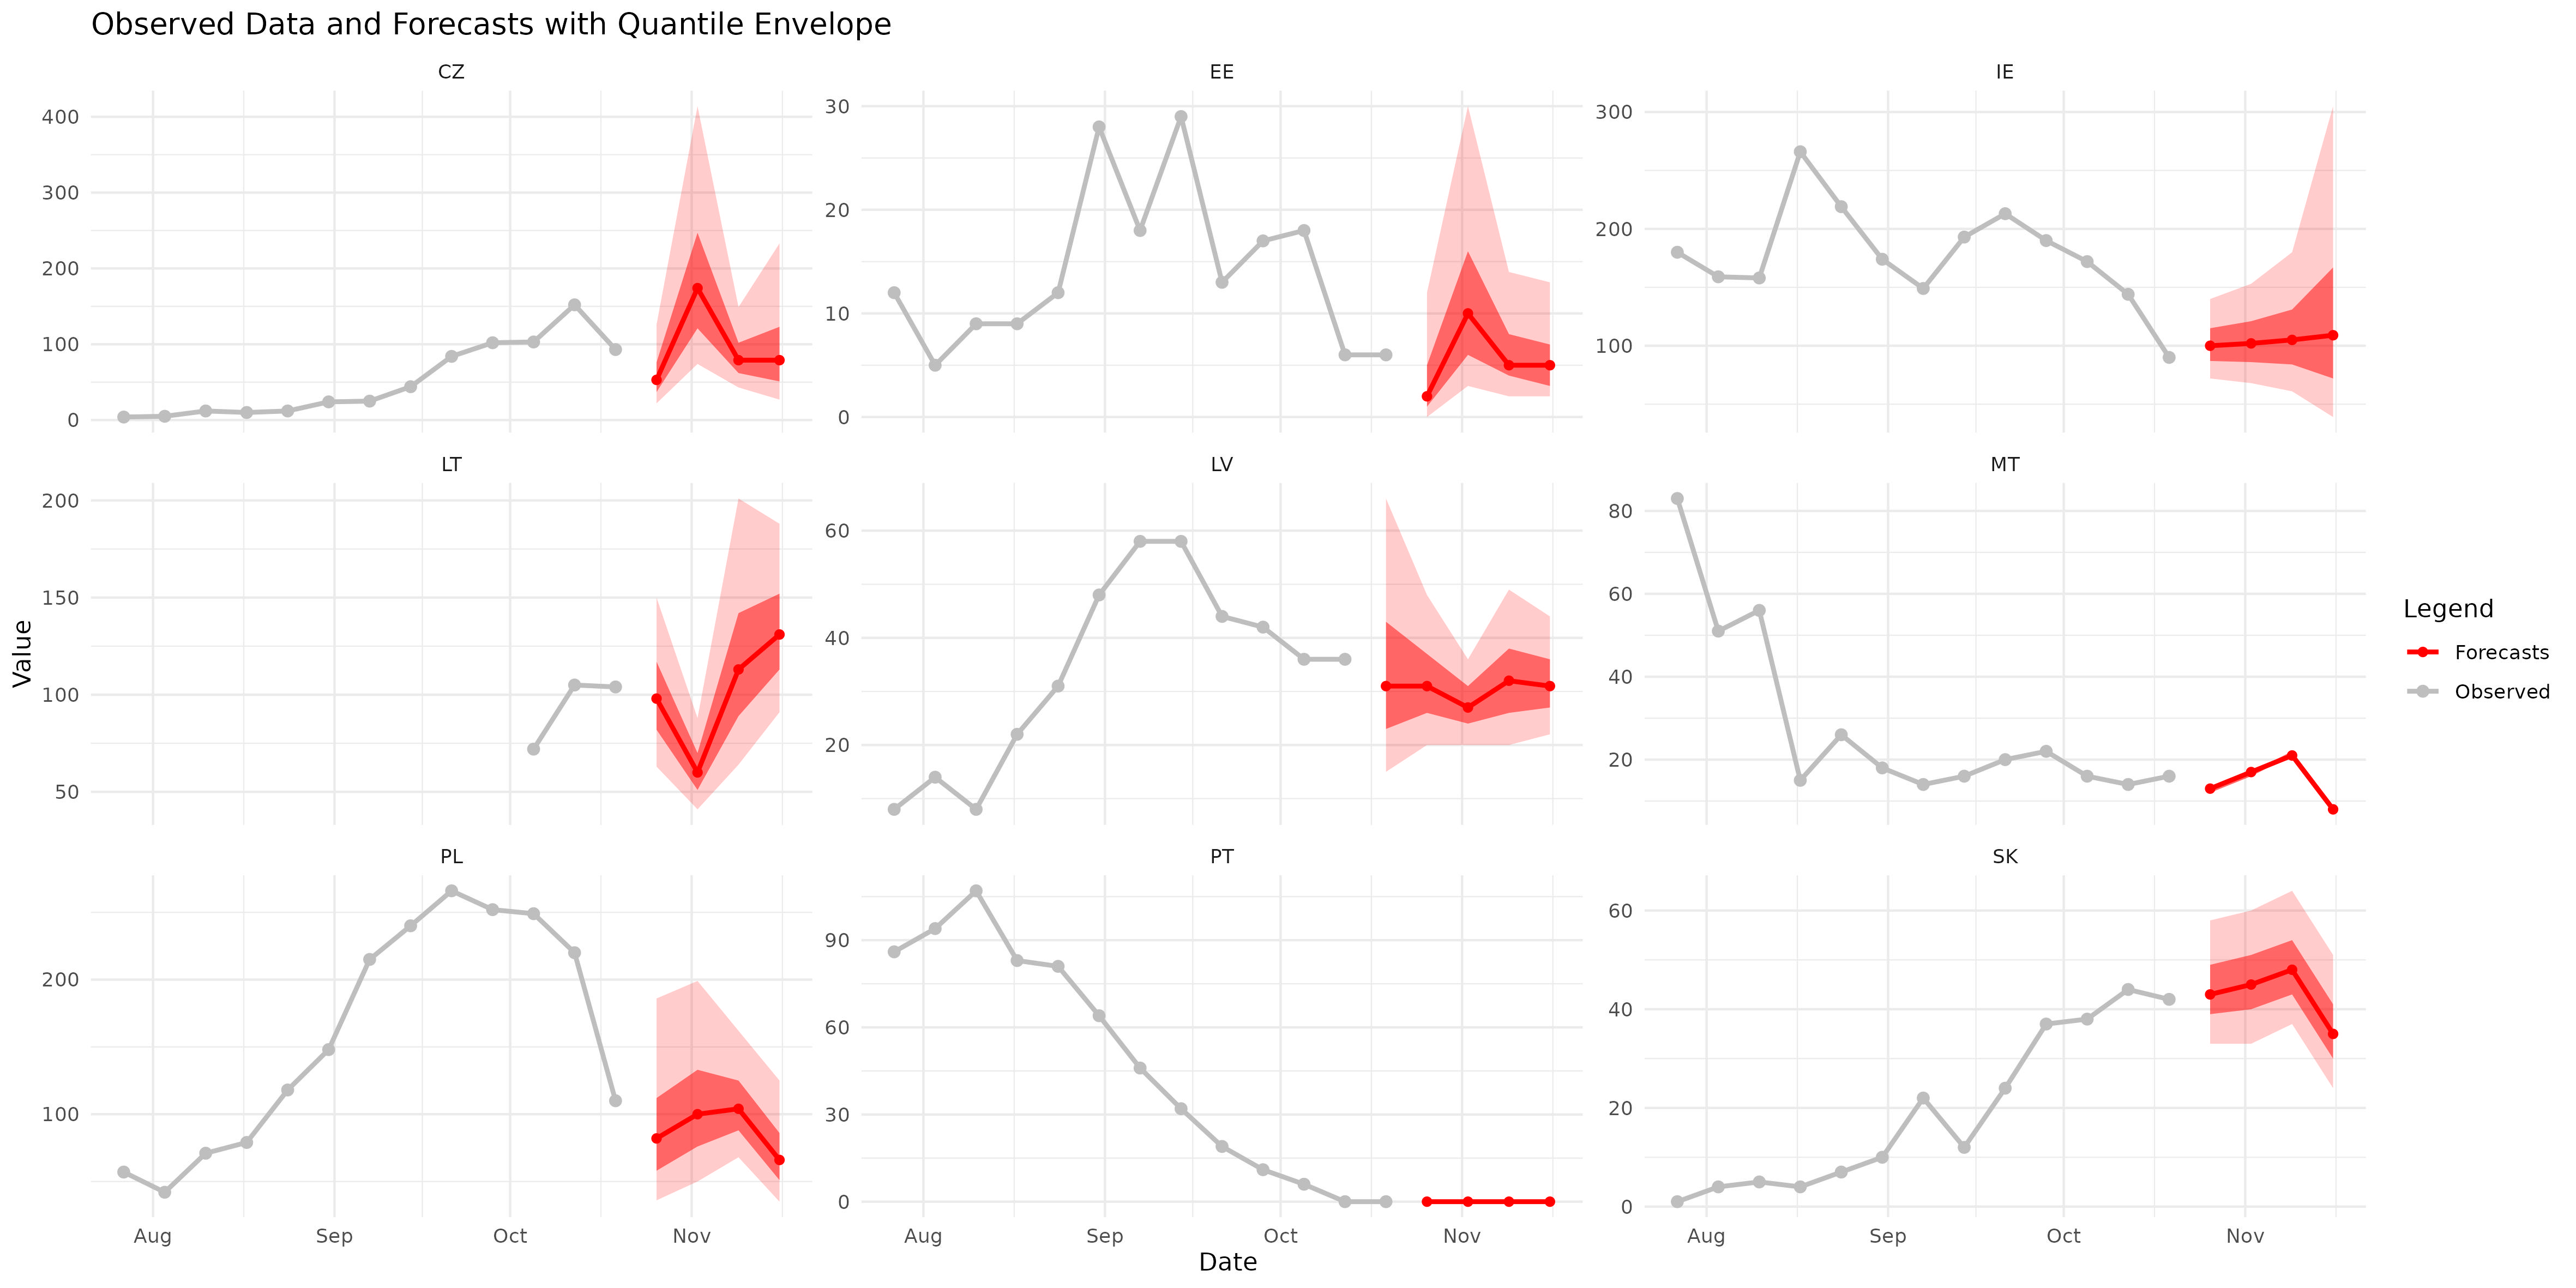 Observed Data and Forecasts with Quantile Envelope
CZ
EE
IE
400
300
200
100
0
30
20
10
0
300
200
100
LT
LV
MT
200
150
100
50
60
40
20
80
60
40
20
PL
PT
SK
200
100
90
60
30
0
60
40
20
0
Aug Sep Oct Nov
Aug Sep Oct Nov
Aug Sep Oct Nov
Date
Value
Legend
Forecasts
Observed